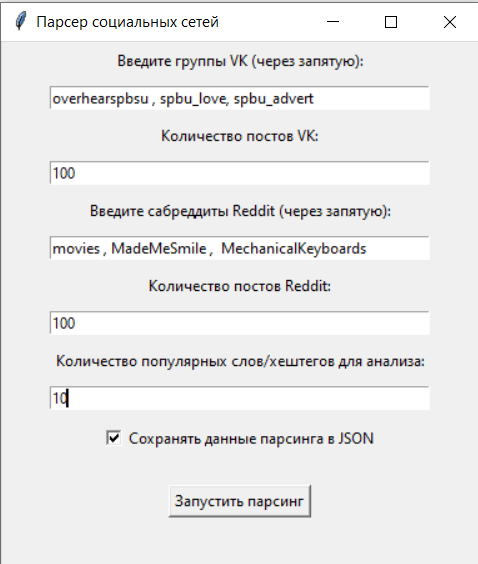 Парсер социальных сетей
Введите группы VK (через запятую):
overhearspbsu , spbu_love, spbu_advert
Количество постов VK:
100
Введите сабреддиты Reddit (через запятую):
movies , MadeMeSmile ,  MechanicalKeyboards
Количество постов Reddit:
100
Количество популярных слов/хештегов для анализа:
10
Сохранять данные парсинга в JSON
Запустить парсинг